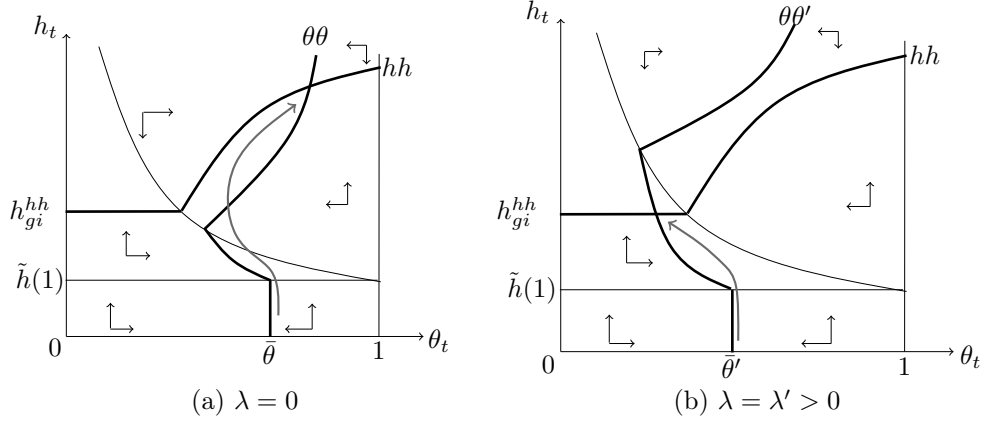 h_t
θθ
hh
h_{gi}^{hh}
h̃(1)
0
θ̄
1
θ_t
(a) λ = 0
h_t
θθ′
hh
h_{gi}^{hh}
h̃(1)
0
θ̄′
1
θ_t
(b) λ = λ′ > 0